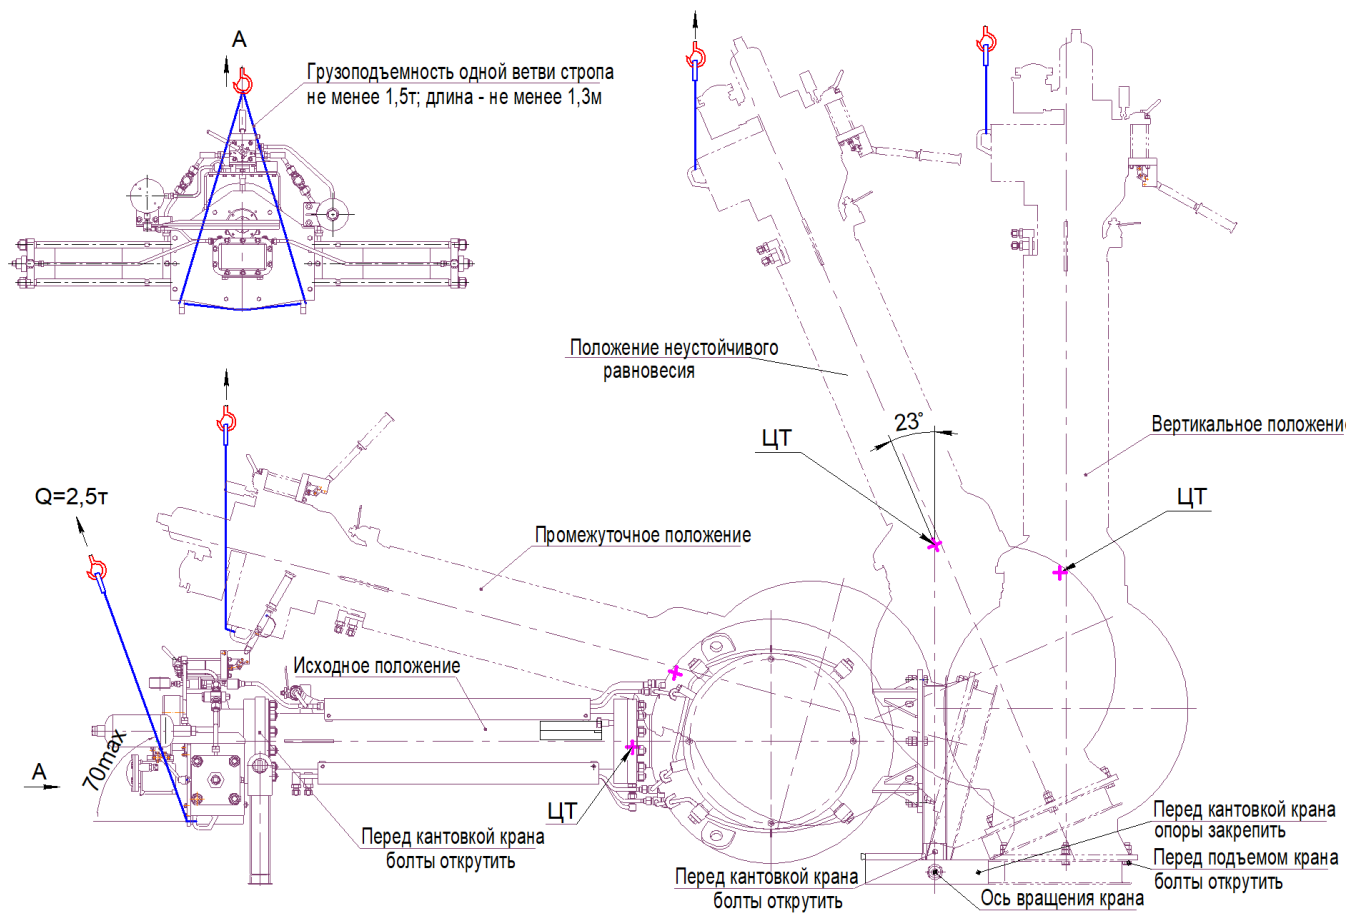 А
Грузоподъемность одной ветви стропа
не менее 1,5т; длина - не менее 1,3м
Положение неустойчивого
равновесия
23°
ЦТ
Вертикальное положение
ЦТ
Q=2,5т
Промежуточное положение
Исходное положение
70max
А
ЦТ
Перед кантовкой крана
болты открутить
Перед кантовкой крана
болты открутить
Ось вращения крана
Перед кантовкой крана
опоры закрепить
Перед подъемом крана
болты открутить